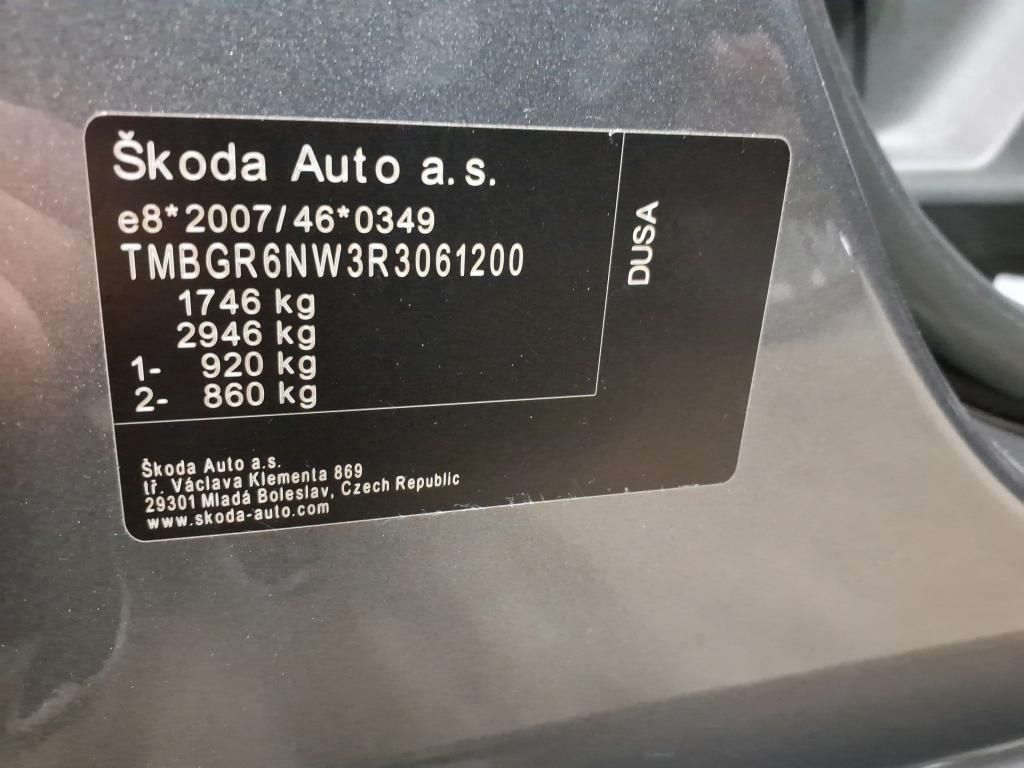 Škoda Auto a.s.
e8*2007/46*0349
TMBGR6NW3R3061200
1746 kg
2946 kg
1- 920 kg
2- 860 kg
DUSA
Škoda Auto a.s.
tř. Václava Klementa 869
29301 Mladá Boleslav, Czech Republic
www.skoda-auto.com